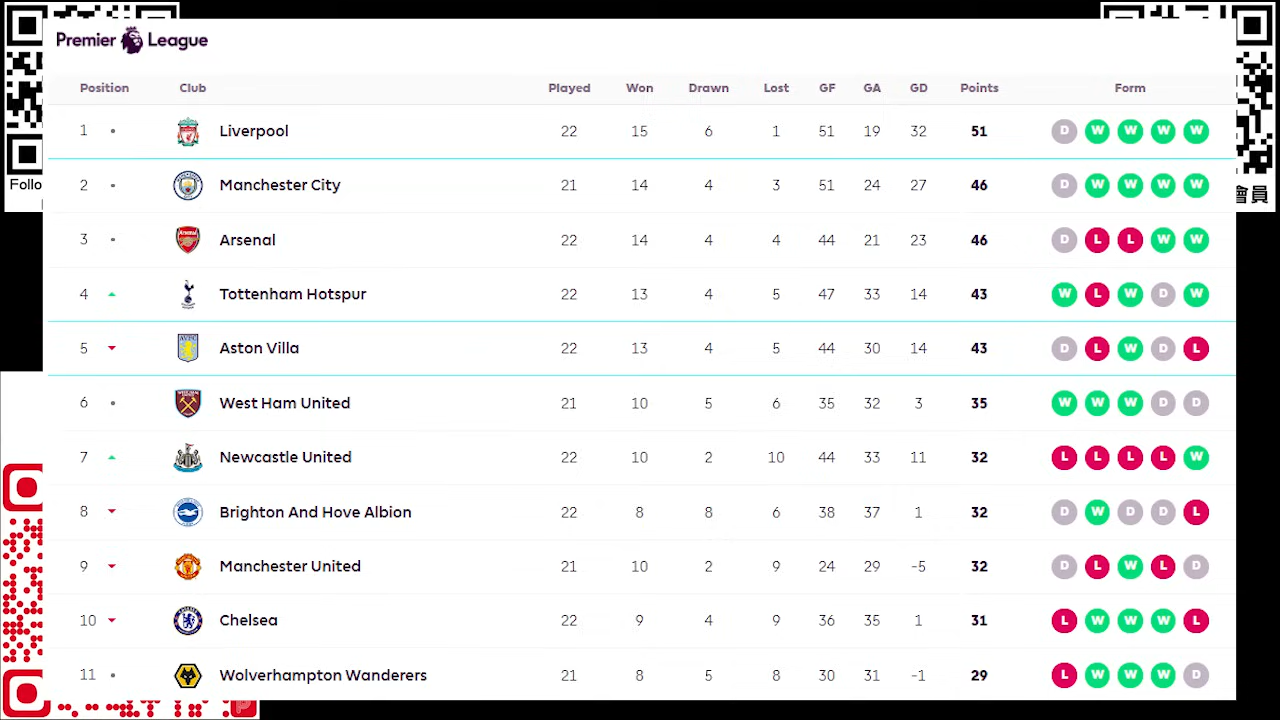 Premier League
Position Club Played Won Drawn Lost GF GA GD Points Form
1 Liverpool 22 15 6 1 51 19 32 51 D W W W W
2 Manchester City 21 14 4 3 51 24 27 46 D W W W W
3 Arsenal 22 14 4 4 44 21 23 46 D L L W W
4 Tottenham Hotspur 22 13 4 5 47 33 14 43 W L W D W
5 Aston Villa 22 13 4 5 44 30 14 43 D L W D L
6 West Ham United 21 10 5 6 35 32 3 35 W W W D D
7 Newcastle United 22 10 2 10 44 33 11 32 L L L L W
8 Brighton And Hove Albion 22 8 8 6 38 37 1 32 D W D D L
9 Manchester United 21 10 2 9 24 29 -5 32 D L W L D
10 Chelsea 22 9 4 9 36 35 1 31 L W W W L
11 Wolverhampton Wanderers 21 8 5 8 30 31 -1 29 L W W W D
Follo
會員